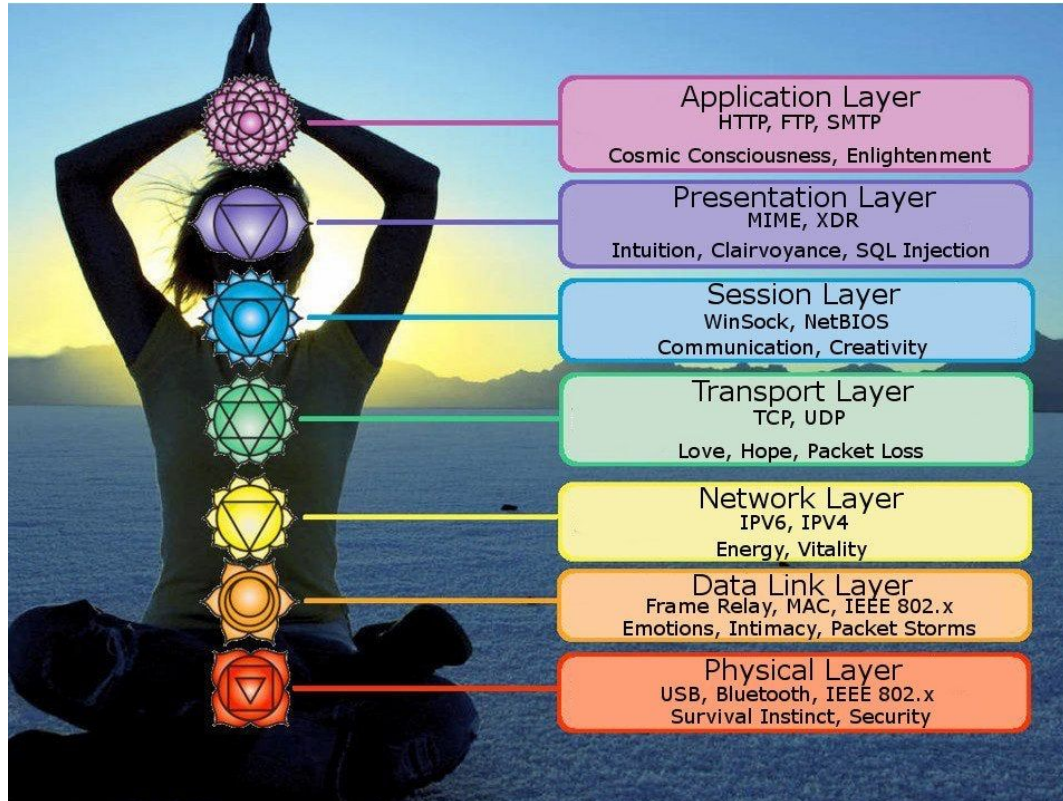 Application Layer
HTTP, FTP, SMTP
Cosmic Consciousness, Enlightenment
Presentation Layer
MIME, XDR
Intuition, Clairvoyance, SQL Injection
Session Layer
WinSock, NetBIOS
Communication, Creativity
Transport Layer
TCP, UDP
Love, Hope, Packet Loss
Network Layer
IPV6, IPV4
Energy, Vitality
Data Link Layer
Frame Relay, MAC, IEEE 802.x
Emotions, Intimacy, Packet Storms
Physical Layer
USB, Bluetooth, IEEE 802.x
Survival Instinct, Security